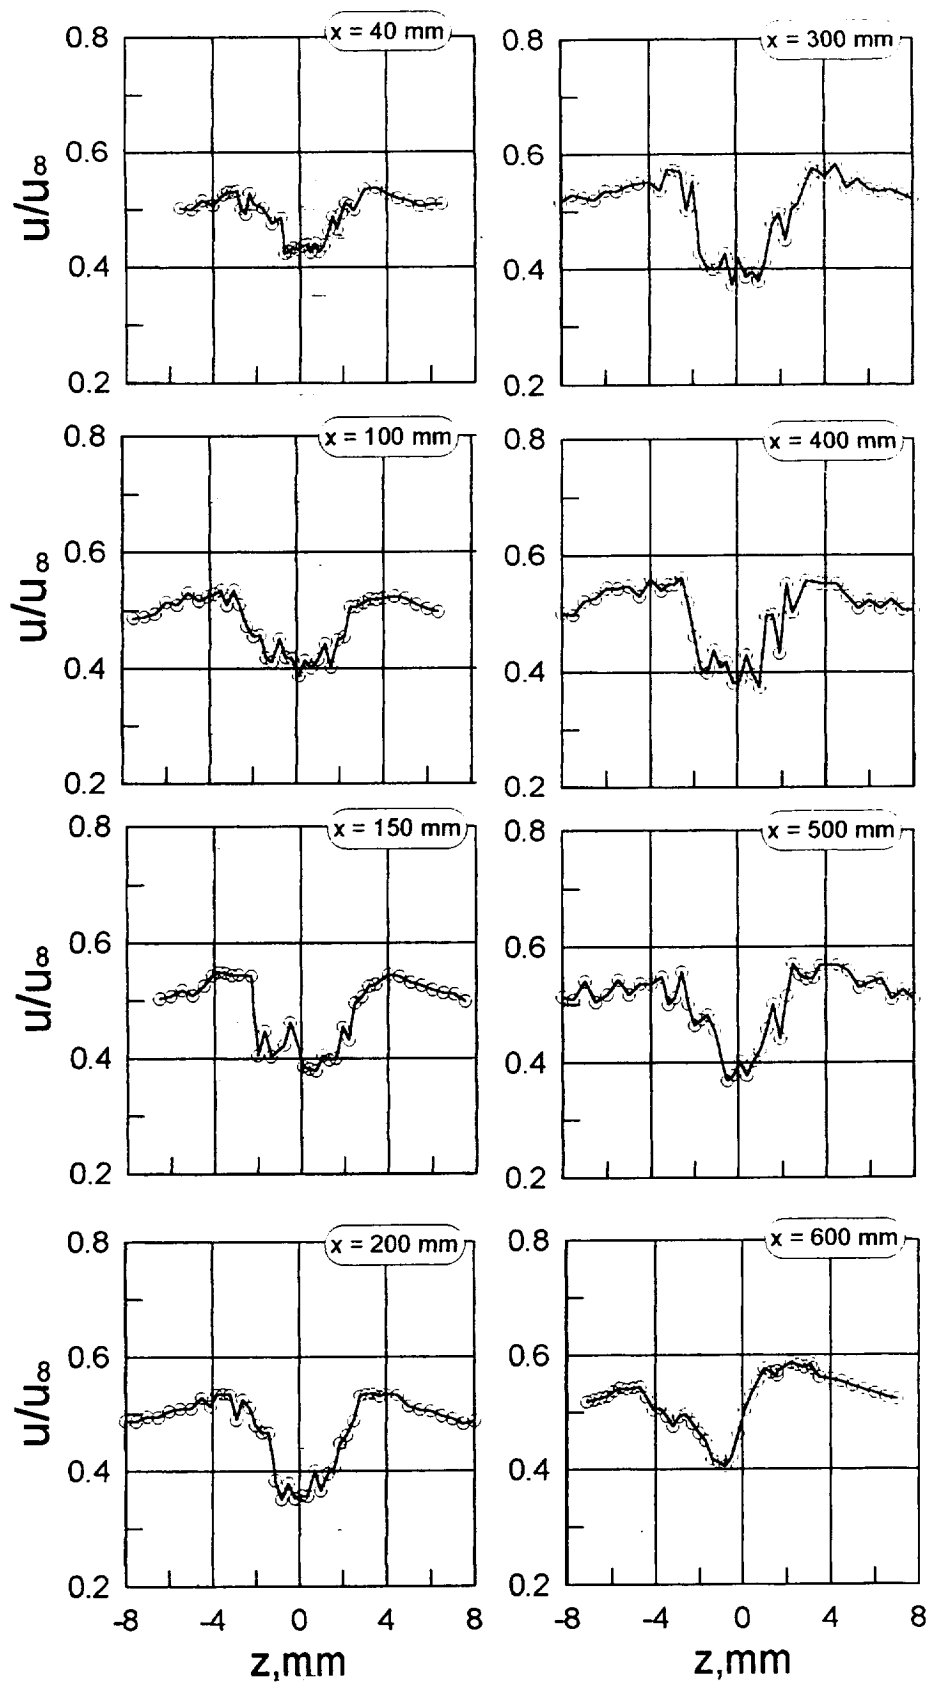 x = 40 mm
0.8
0.6
0.4
0.2
u/u∞
x = 100 mm
0.8
0.6
0.4
0.2
u/u∞
x = 150 mm
0.8
0.6
0.4
0.2
u/u∞
x = 200 mm
0.8
0.6
0.4
0.2
u/u∞
-8 -4 0 4 8
z,mm
x = 300 mm
0.8
0.6
0.4
0.2
x = 400 mm
0.8
0.6
0.4
0.2
x = 500 mm
0.8
0.6
0.4
0.2
x = 600 mm
0.8
0.6
0.4
0.2
-8 -4 0 4 8
z,mm